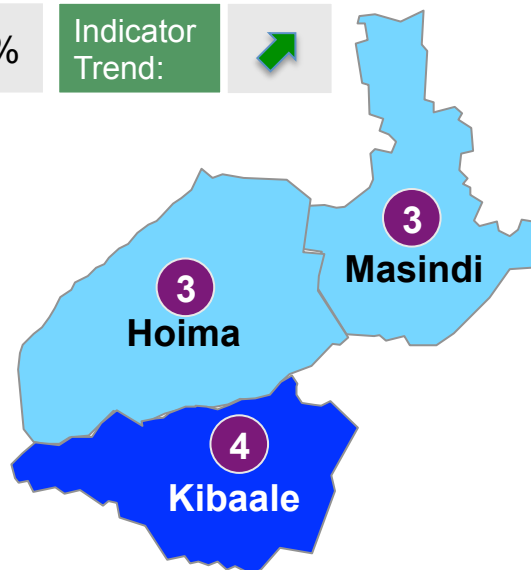 %
Indicator
Trend:
3
Masindi
3
Hoima
4
Kibaale